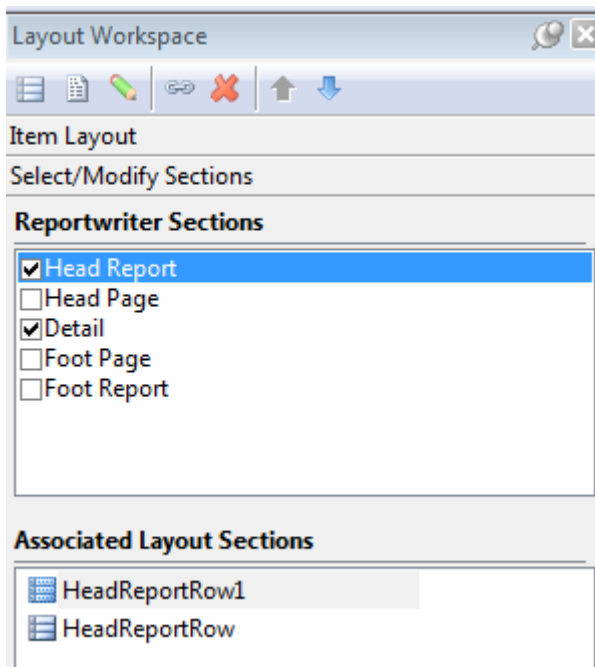 Layout Workspace
Item Layout
Select/Modify Sections
Reportwriter Sections
Head Report
Head Page
Detail
Foot Page
Foot Report
Associated Layout Sections
HeadReportRow1
HeadReportRow